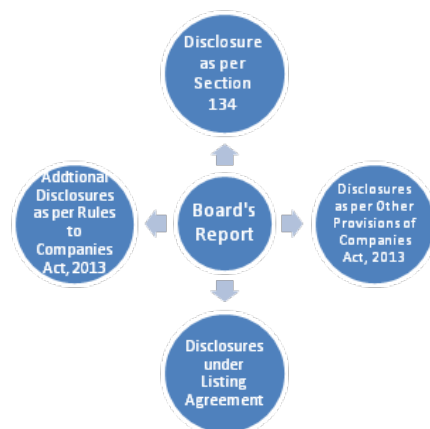 Disclosure
as per
Section
134
Addtional
Disclosures
as per Rules
to
Companies
Act, 2013
Board's
Report
Disclosures
as per Other
Provisions of
Companies
Act, 2013
Disclosures
under
Listing
Agreement